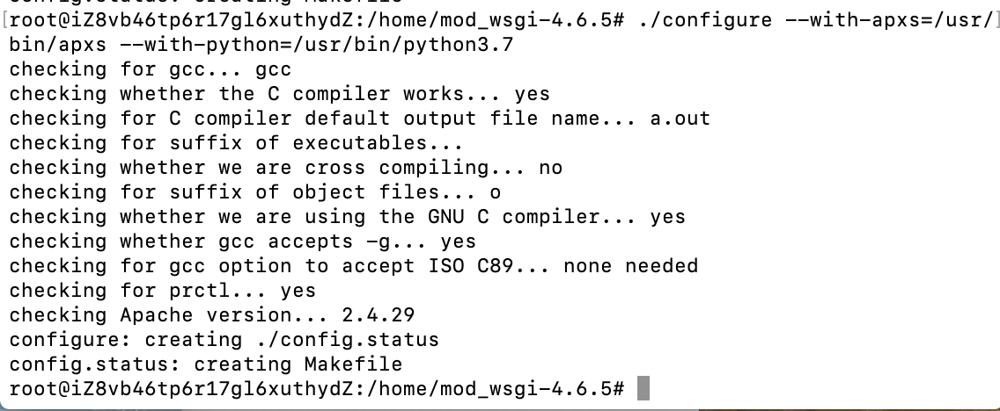 config.status: creating Makefile
[root@iZ8vb46tp6r17gl6xuthydZ:/home/mod_wsgi-4.6.5# ./configure --with-apxs=/usr/]
bin/apxs --with-python=/usr/bin/python3.7
checking for gcc... gcc
checking whether the C compiler works... yes
checking for C compiler default output file name... a.out
checking for suffix of executables...
checking whether we are cross compiling... no
checking for suffix of object files... o
checking whether we are using the GNU C compiler... yes
checking whether gcc accepts -g... yes
checking for gcc option to accept ISO C89... none needed
checking for prctl... yes
checking Apache version... 2.4.29
configure: creating ./config.status
config.status: creating Makefile
root@iZ8vb46tp6r17gl6xuthydZ:/home/mod_wsgi-4.6.5#